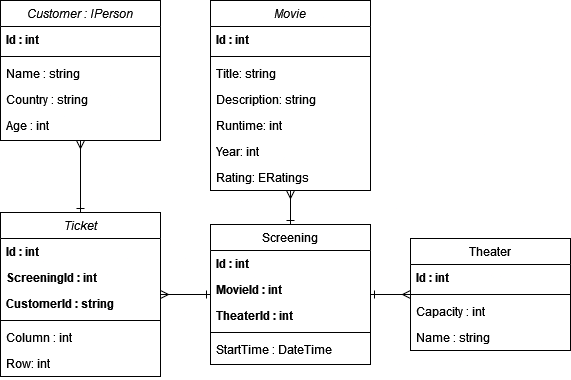 Customer : IPerson
Id : int
Name : string
Country : string
Age : int
Movie
Id : int
Title: string
Description: string
Runtime: int
Year: int
Rating: ERatings
Ticket
Id : int
ScreeningId : int
CustomerId : string
Column : int
Row: int
Screening
Id : int
MovieId : int
TheaterId : int
StartTime : DateTime
Theater
Id : int
Capacity : int
Name : string